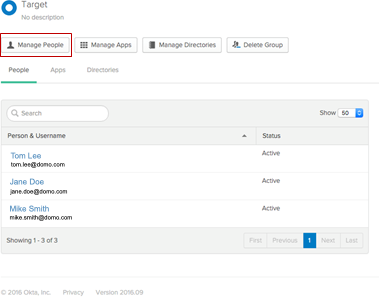 Target
No description
Manage People Manage Apps Manage Directories Delete Group
People Apps Directories
Search Show 50
Person & Username Status
Tom Lee Active
tom.lee@domo.com
Jane Doe Active
jane.doe@domo.com
Mike Smith Active
mike.smith@domo.com
Showing 1 - 3 of 3 First Previous 1 Next Last
© 2016 Okta, Inc. Privacy Version 2016.09